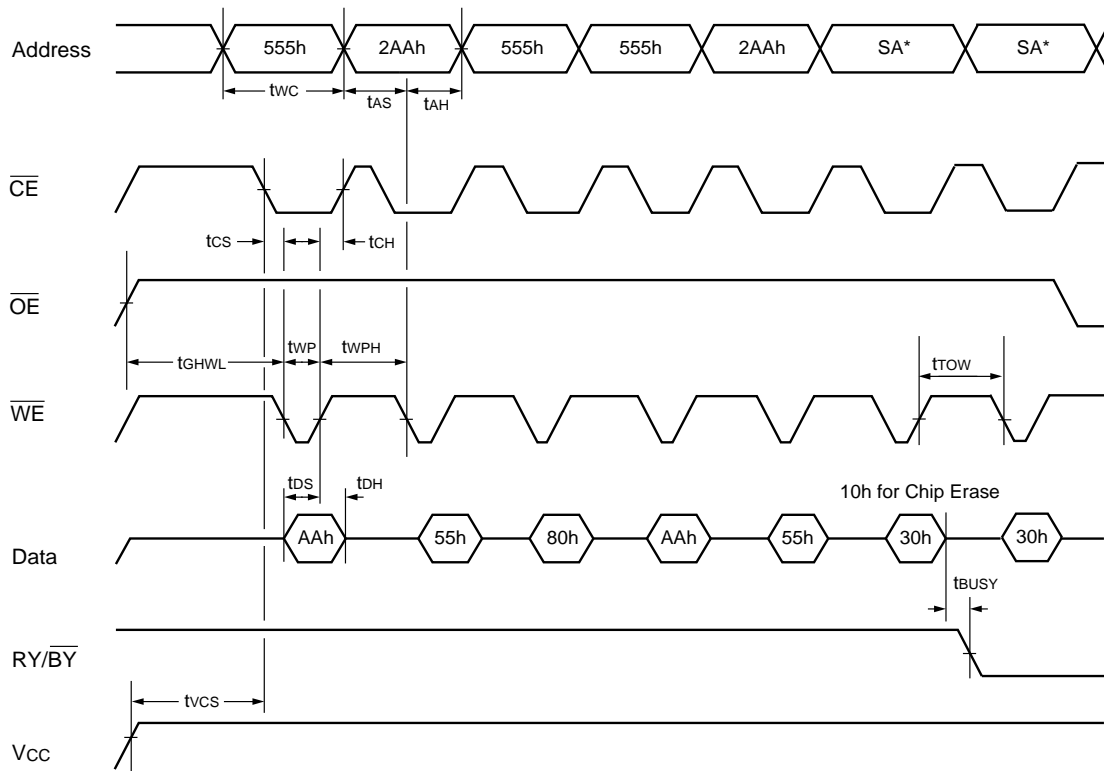 Address 555h 2AAh 555h 555h 2AAh SA* SA*
tWC tAS tAH
CE
tCS tCH
OE
tGHWL tWP tWPH tTOW
WE
tDS tDH
10h for Chip Erase
Data AAh 55h 80h AAh 55h 30h 30h
tBUSY
RY/BY
tVCS
VCC